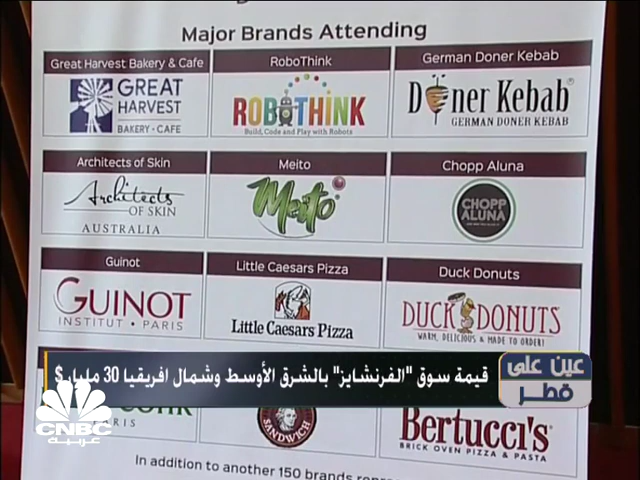 Major Brands Attending
Great Harvest Bakery & Cafe
RoboThink
German Doner Kebab
GREAT
HARVEST
BAKERY • CAFE
ROBOTHINK
Build, Code and Play with Robots
Döner Kebab
GERMAN DONER KEBAB
Architects of Skin
Meito
Chopp Aluna
Architects
OF SKIN
AUSTRALIA
Meito
CHOPP
ALUNA
Guinot
Little Caesars Pizza
Duck Donuts
GUINOT
INSTITUT • PARIS
Little Caesars Pizza
DUCK DONUTS
WARM, DELICIOUS & MADE TO ORDER!
عين على
قطر
قيمة سوق "الفرنشايز" بالشرق الأوسط وشمال افريقيا 30 مليار$
CNBC
عربية
SANDWICH
Bertucci's
BRICK OVEN PIZZA & PASTA
In addition to another 150 brands